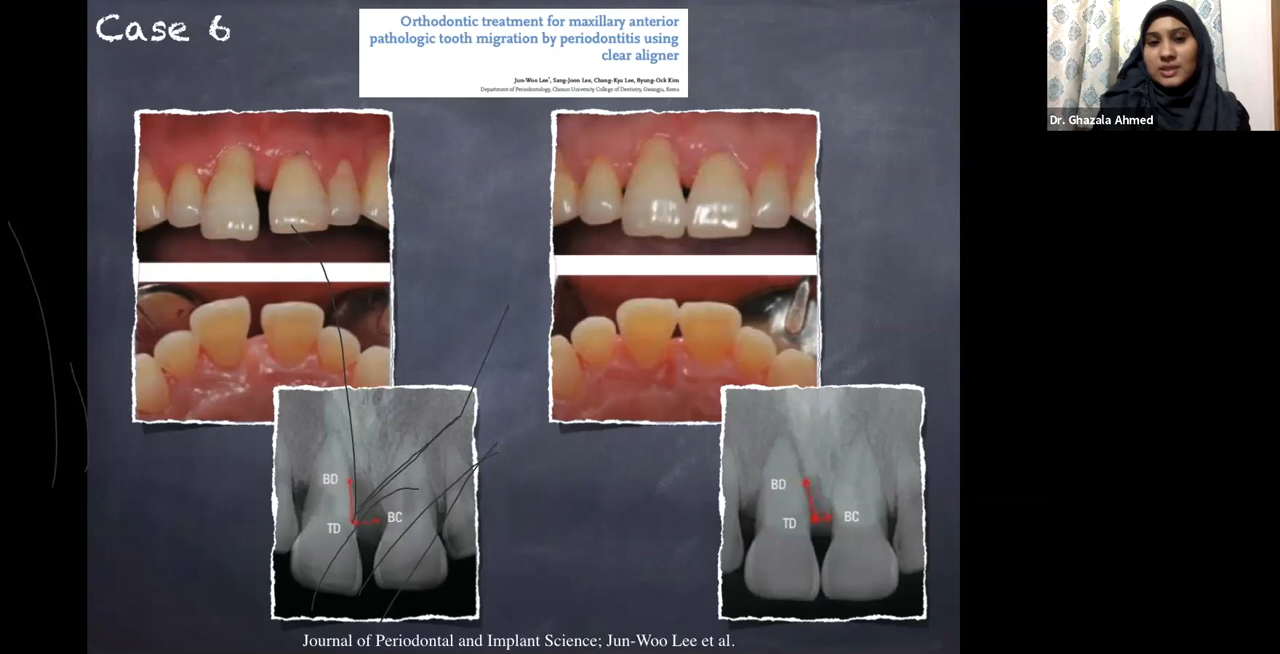 Case 6
Orthodontic treatment for maxillary anterior
pathologic tooth migration by periodontitis using
clear aligner
Jun-Woo Lee*, Sang-Joon Lee, Chang-Kyu Lee, Byung-Ock Kim
Department of Periodontology, Chosun University College of Dentistry, Gwangju, Korea
Dr. Ghazala Ahmed
BD
TD
BC
BD
TD
BC
Journal of Periodontal and Implant Science; Jun-Woo Lee et al.